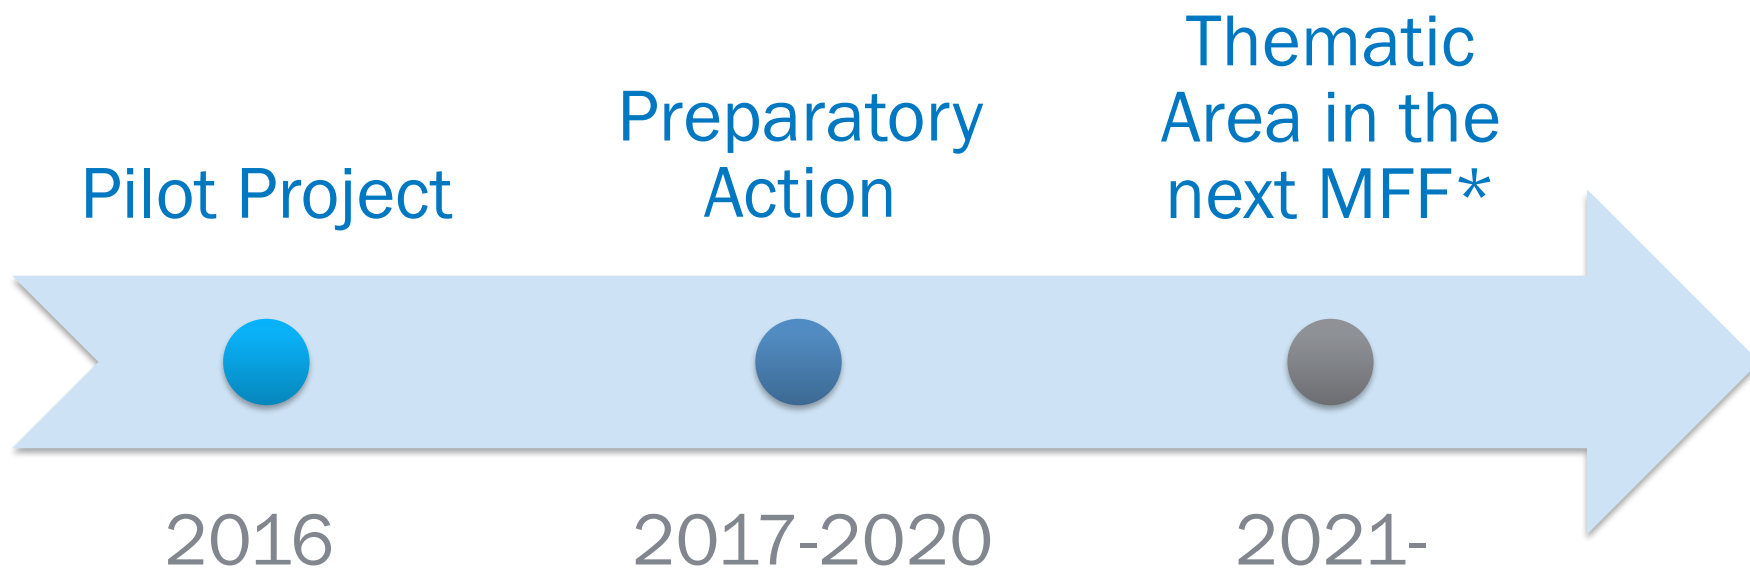 Pilot Project
Preparatory
Action
Thematic
Area in the
next MFF*
2016
2017-2020
2021-